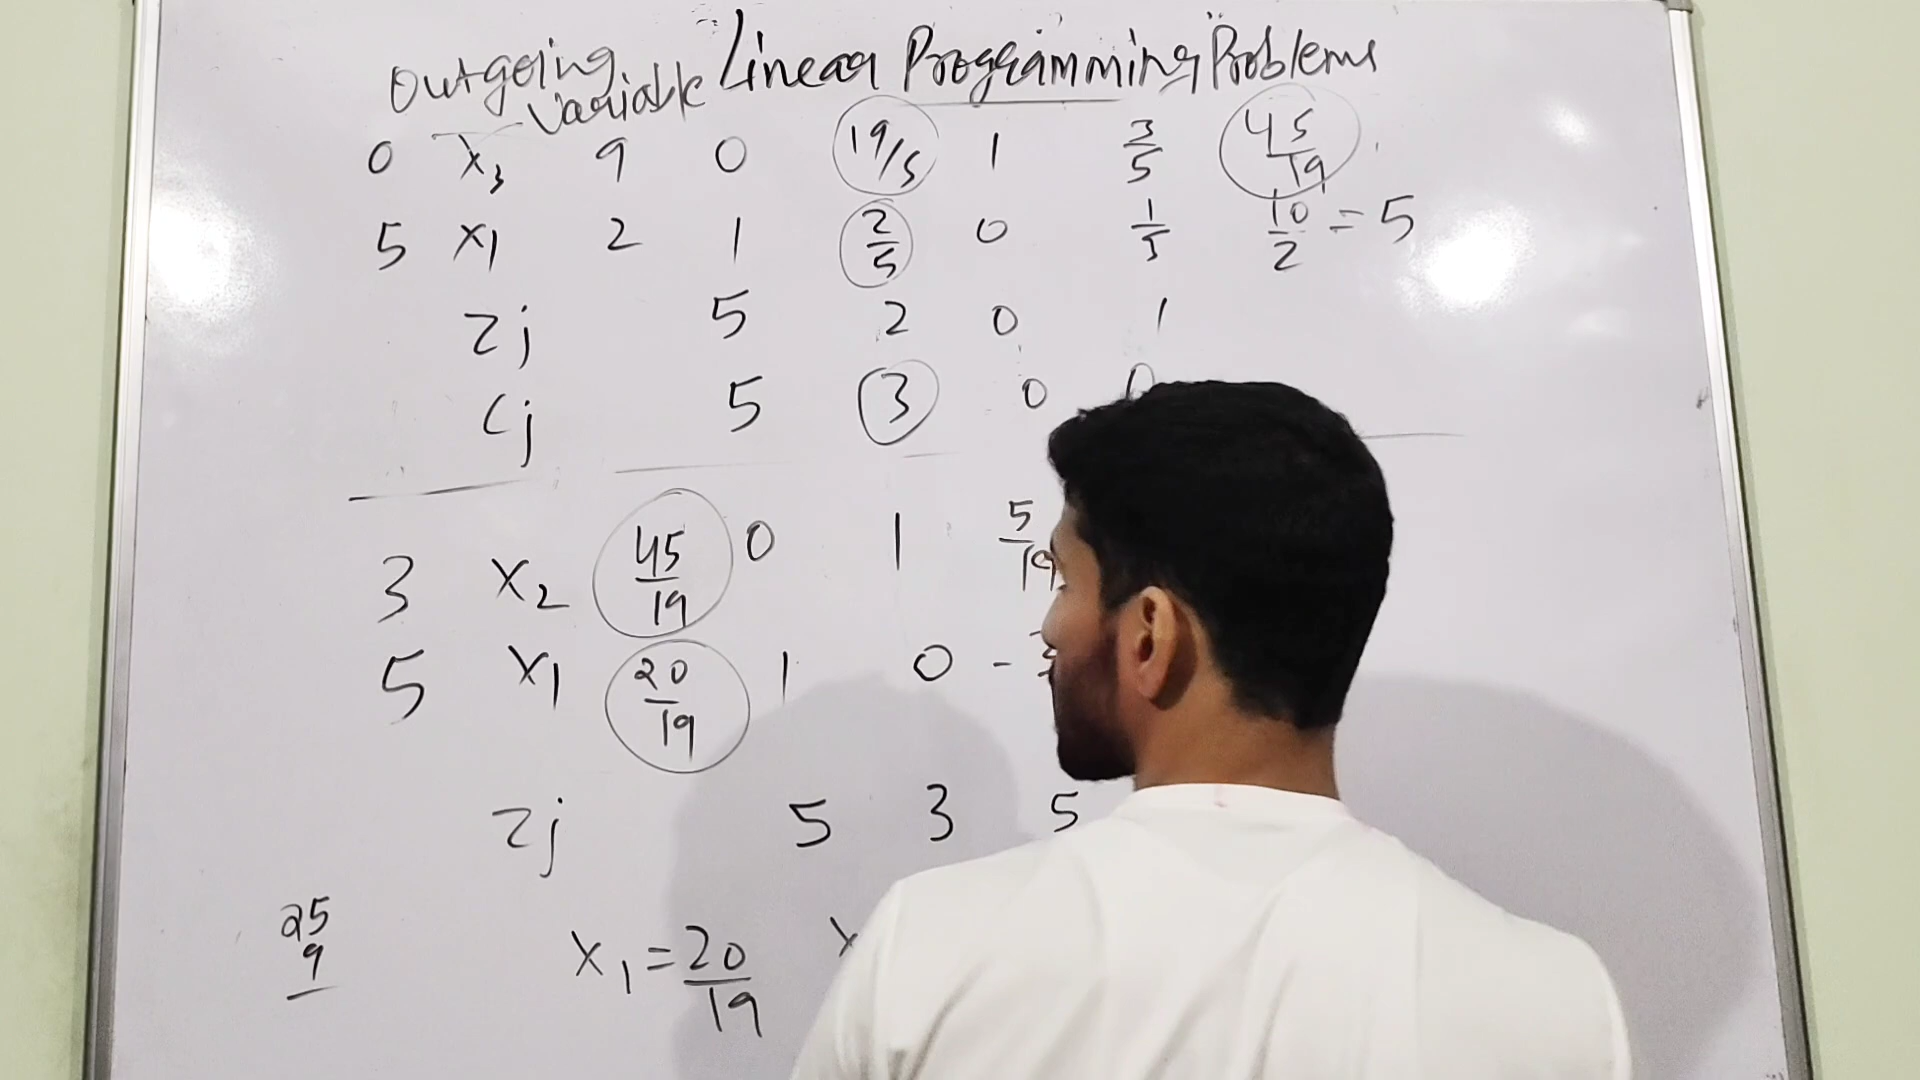 Outgoing Variable Linear Programming Problems
0 x₃ 9 0 19/5 1 3/5 45/19
5 x1 2 1 2/5 0 1/5 10/2 = 5
Zj 5 2 0 1
Cj 5 3 0 0
3 x₂ 45/19 0 1 5/19
5 x1 20/19 1 0 -
Zj 5 3 5
25
9
x₁ = 20/19 x